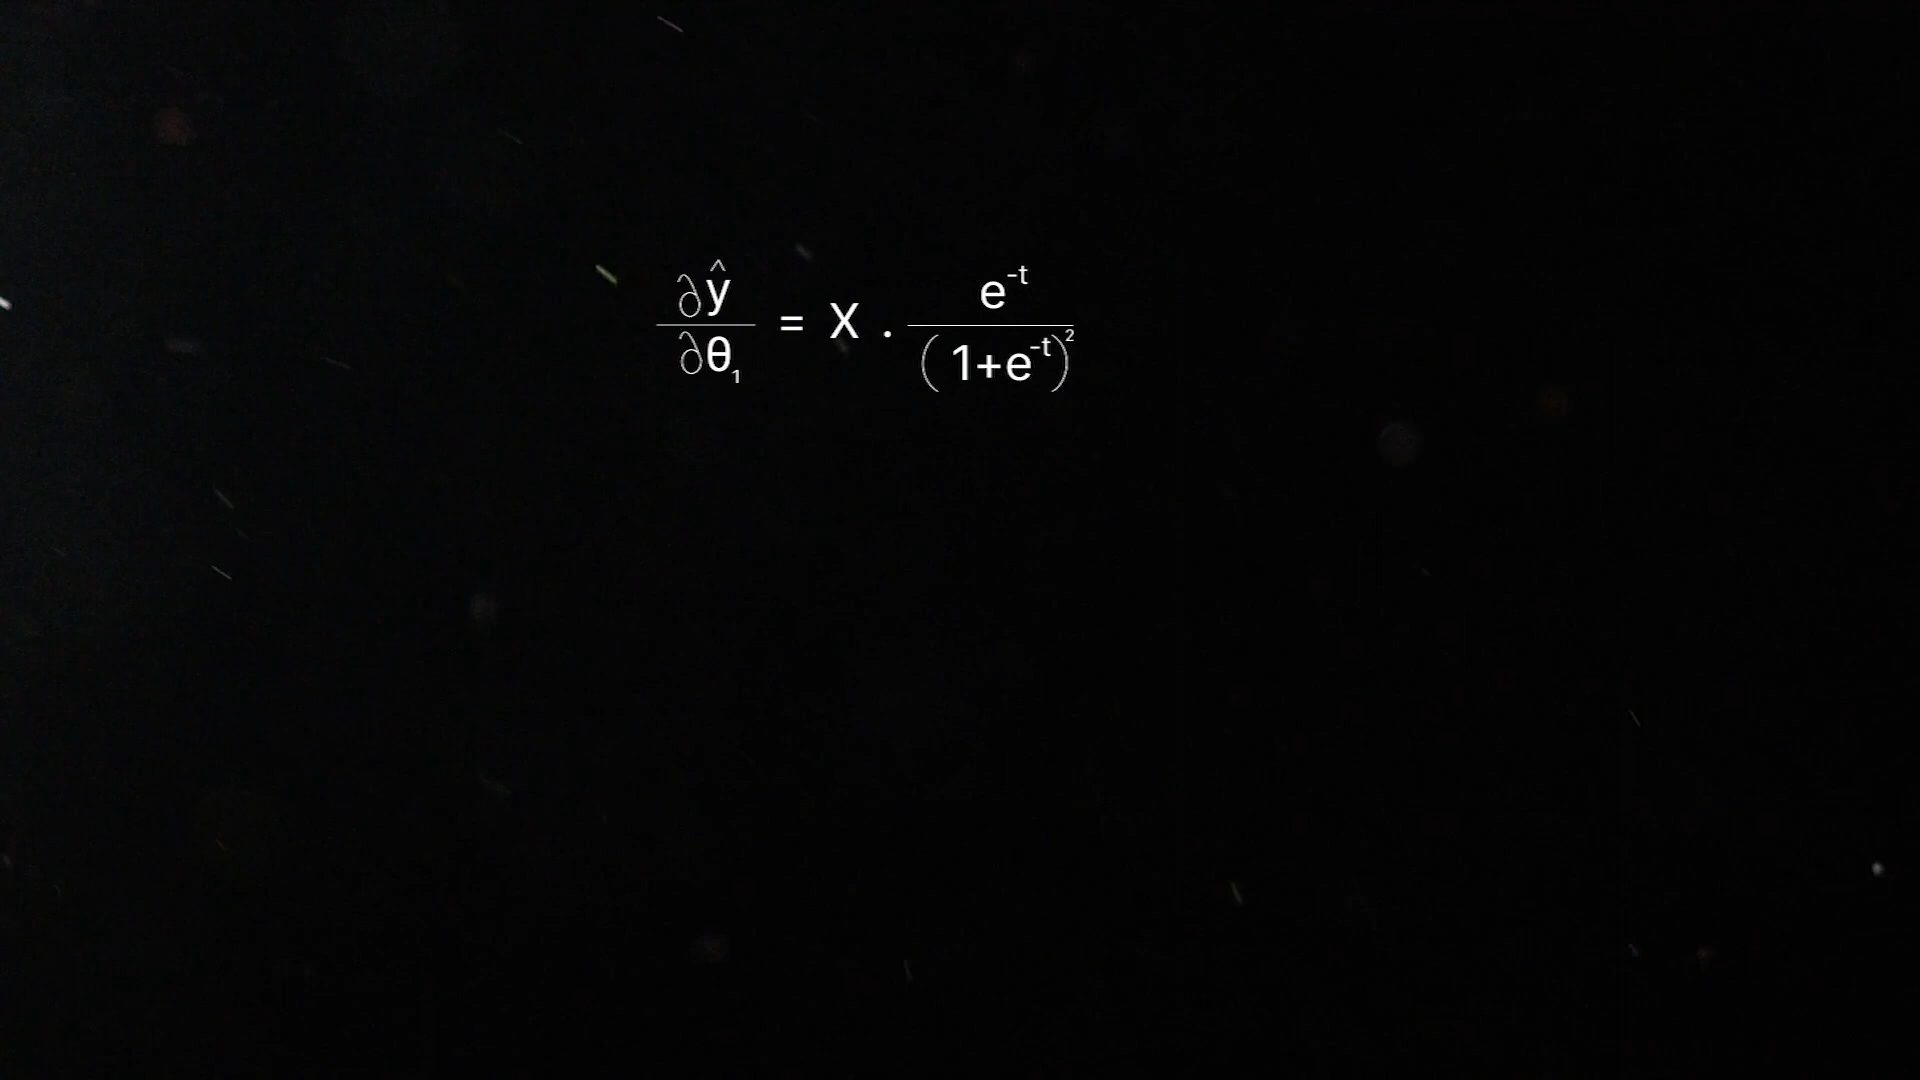 ∂ŷ/∂θ₁ = X . e⁻ᵗ/( 1+e⁻ᵗ)²